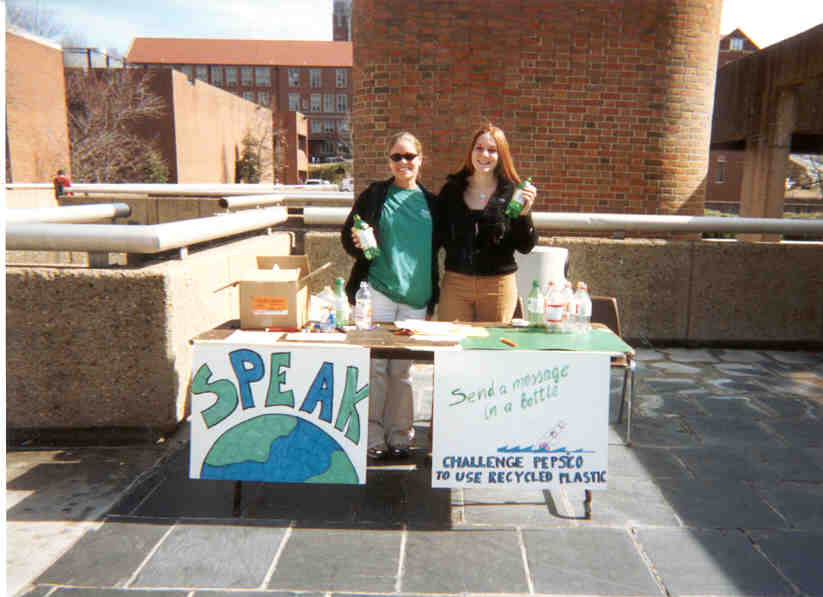 SPEAK
Send a message
in a bottle
CHALLENGE PEPSICO
TO USE RECYCLED PLASTIC